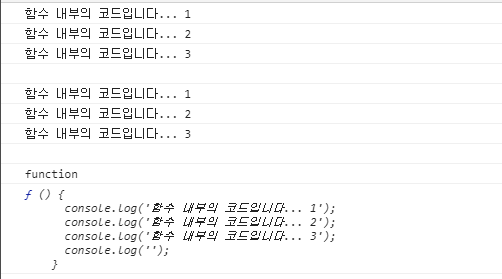 함수 내부의 코드입니다... 1
함수 내부의 코드입니다... 2
함수 내부의 코드입니다... 3
함수 내부의 코드입니다... 1
함수 내부의 코드입니다... 2
함수 내부의 코드입니다... 3
function
ƒ () {
console.log('함수 내부의 코드입니다... 1');
console.log('함수 내부의 코드입니다... 2');
console.log('함수 내부의 코드입니다... 3');
console.log('');
}